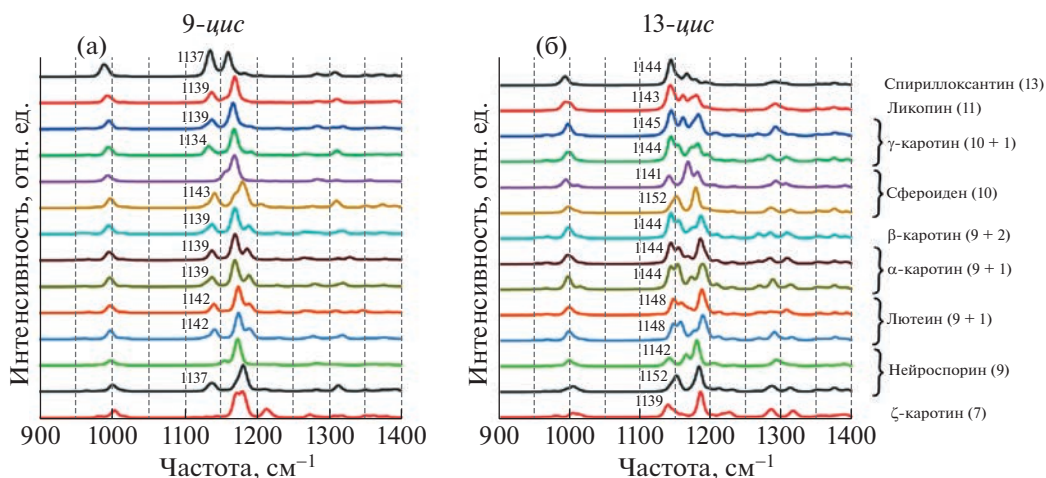 9-цис
(а)
Интенсивность, отн. ед.
1137
1139
1139
1134
1143
1139
1139
1139
1142
1142
1137
900 1000 1100 1200 1300 1400
Частота, см⁻¹
13-цис
(б)
Интенсивность, отн. ед.
1144
1143
1145
1144
1141
1152
1144
1144
1144
1148
1148
1142
1152
1139
900 1000 1100 1200 1300 1400
Частота, см⁻¹
Спириллоксантин (13)
Ликопин (11)
γ-каротин (10 + 1)
Сфероиден (10)
β-каротин (9 + 2)
α-каротин (9 + 1)
Лютеин (9 + 1)
Нейроспорин (9)
ζ-каротин (7)